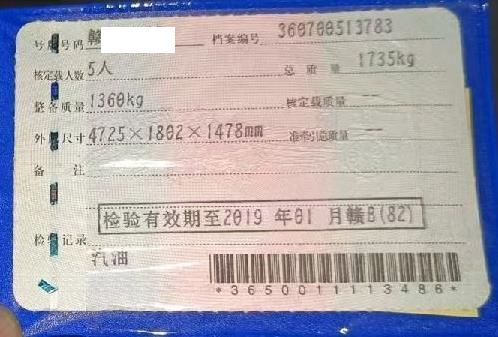 号牌号码 赣 档案编号 360700513783
核定载人数 5人 总质量 1735kg
整备质量 1360kg 核定载质量 --
外廓尺寸 4725×1802×1478mm 准牵引总质量 --
备注
检验有效期至2019年01月赣B(82)
检验记录
汽油
*3650011113486*